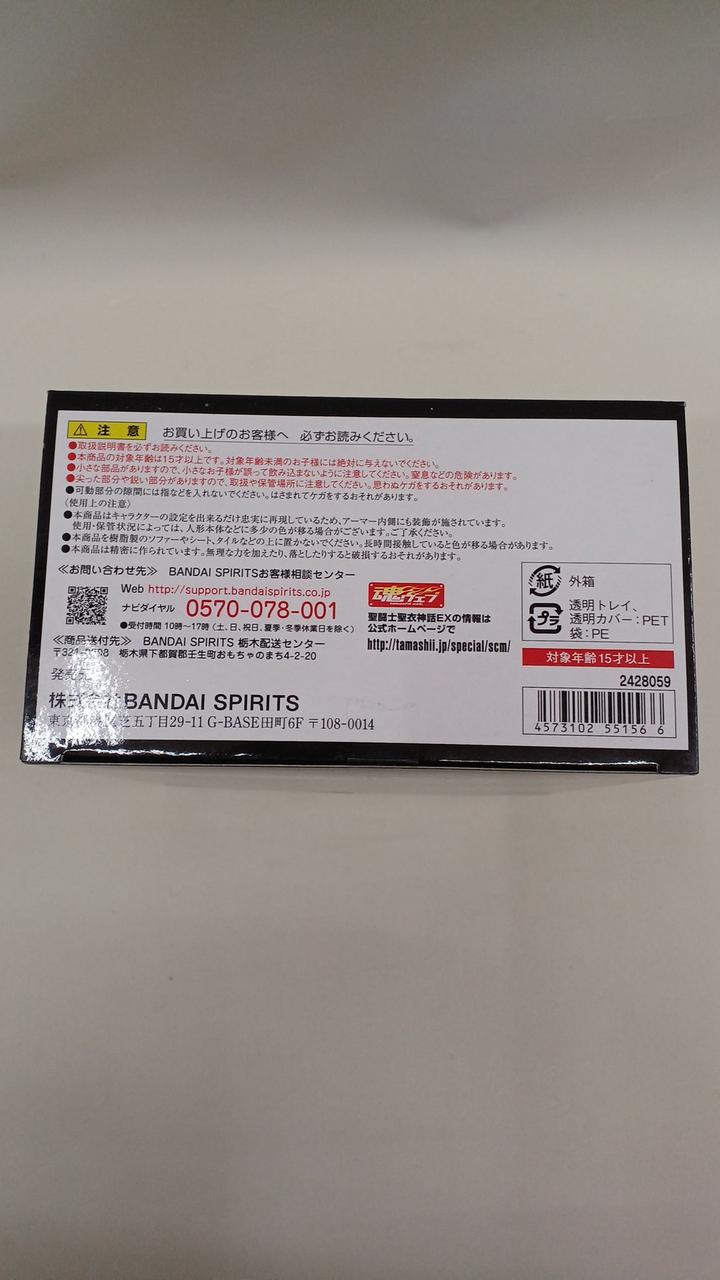 ⚠ 注意 お買い上げのお客様へ 必ずお読みください。
●取扱説明書を必ずお読みください。
●本商品の対象年齢は15才以上です。対象年齢未満のお子様には絶対に与えないでください。
●小さな部品がありますので、小さなお子様が誤って飲み込まないように注意してください。窒息などの危険があります。
●尖った部分や鋭い部分がありますので、取扱や保管場所に注意してください。思わぬケガをするおそれがあります。
●可動部分の隙間には指などを入れないでください。はさまれてケガをするおそれがあります。
〈使用上の注意〉
●本商品はキャラクターの設定を出来るだけ忠実に再現しているため、アーマー内側にも装飾が施されています。
使用・保管状況によっては、人形本体などに多少の色が移る場合がございます。ご了承ください。
●本商品を樹脂製のソファーやシート、タイルなどの上に置かないでください。長時間接触していると色が移る場合があります。
●本商品は精密に作られています。無理な力を加えたり、落としたりすると破損するおそれがあります。
≪お問い合わせ先≫ BANDAI SPIRITSお客様相談センター
Web http://support.bandaispirits.co.jp
ナビダイヤル 0570-078-001
●受付時間 10時〜17時(土、日、祝日、夏季・冬季休業日を除く)
≪商品送付先≫ BANDAI SPIRITS 栃木配送センター
栃木県下都賀郡壬生町おもちゃのまち4-2-20
発売元
株式会社BANDAI SPIRITS
東京都港区芝五丁目29-11 G-BASE田町6F 〒108-0014
魂ウェブ
聖闘士聖衣神話EXの情報は
公式ホームページで
http://tamashii.jp/special/scm/
紙 外箱
プラ 透明トレイ、
透明カバー:PET
袋:PE
対象年齢15才以上
2428059
4573102 55156 6